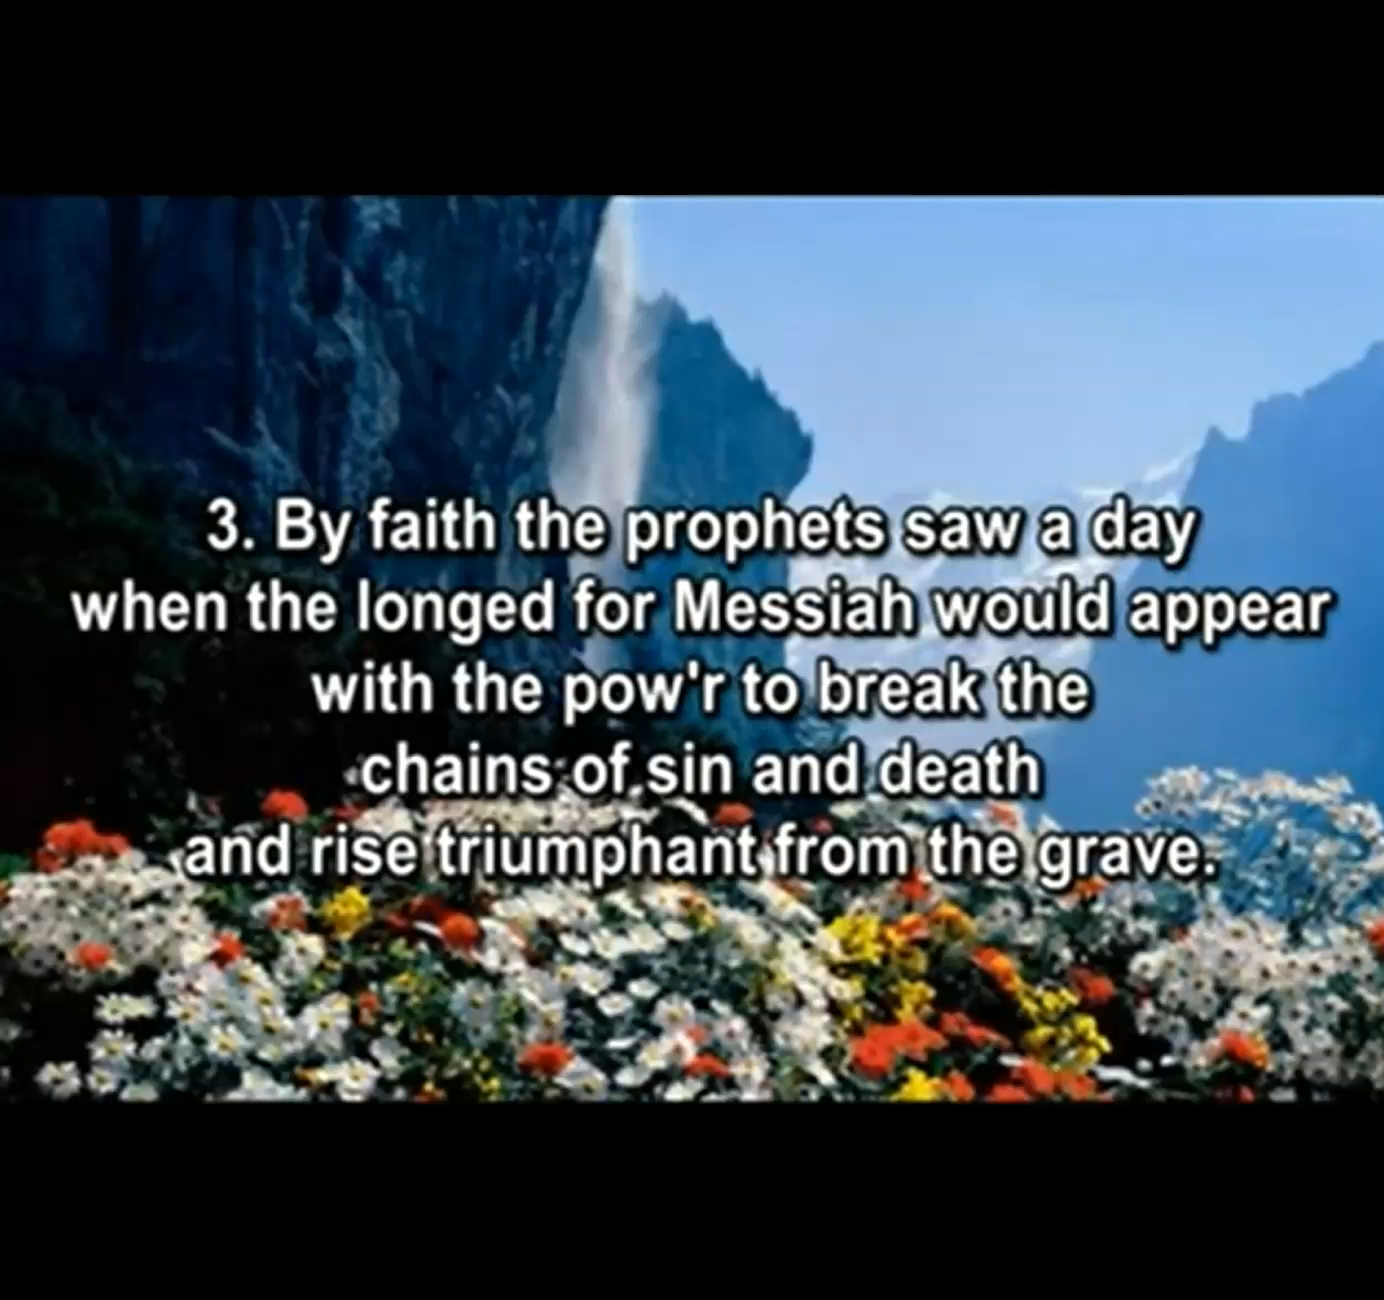 3. By faith the prophets saw a day
when the longed for Messiah would appear
with the pow'r to break the
chains of sin and death
and rise triumphant from the grave.